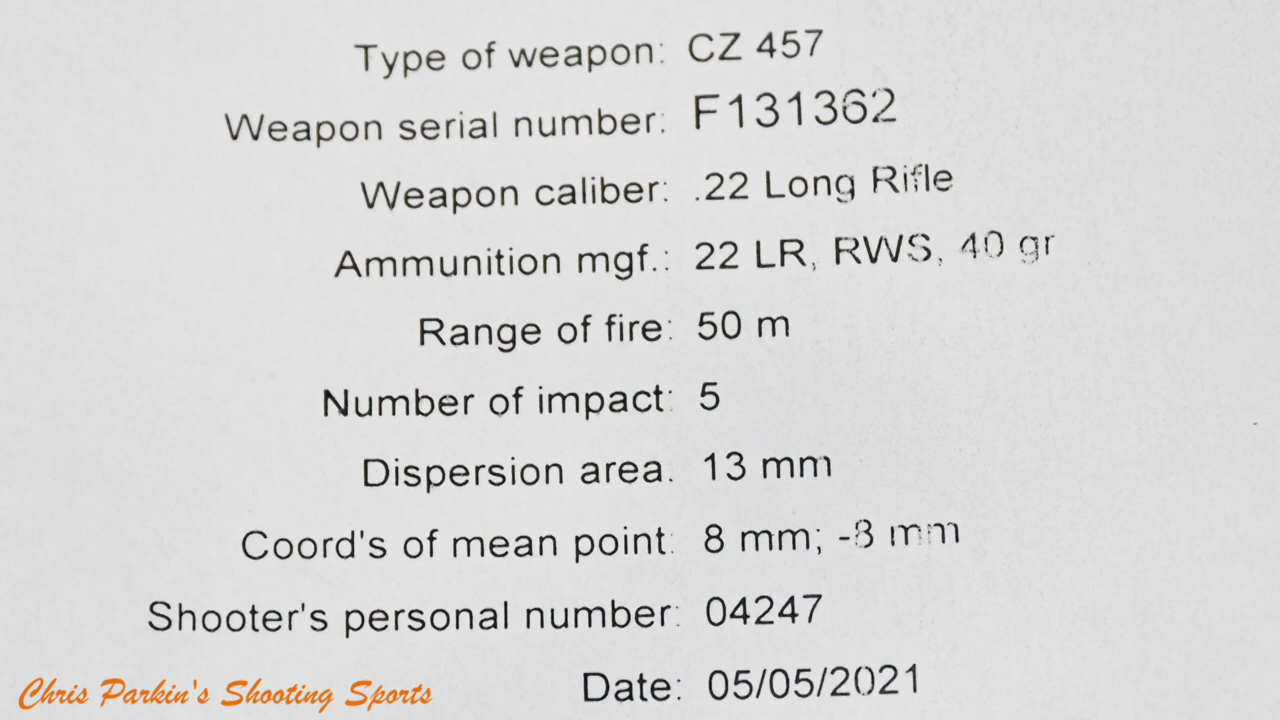 Type of weapon: CZ 457
Weapon serial number: F131362
Weapon caliber: .22 Long Rifle
Ammunition mgf.: 22 LR, RWS, 40 gr
Range of fire: 50 m
Number of impact: 5
Dispersion area: 13 mm
Coord's of mean point: 8 mm; -8 mm
Shooter's personal number: 04247
Date: 05/05/2021
Chris Parkin's Shooting Sports